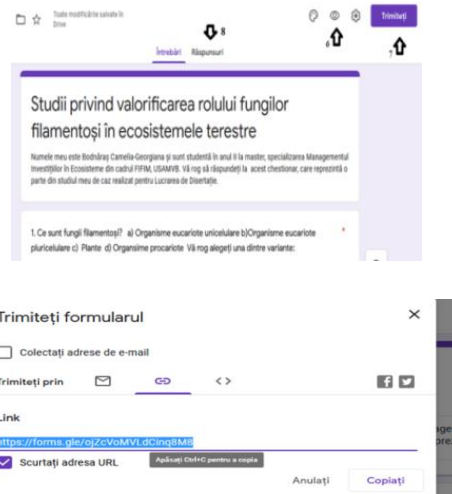 Toate modificările salvate în
Drive
8
6
Trimiteți
7
Întrebări Răspunsuri
Studii privind valorificarea rolului fungilor
filamentoși în ecosistemele terestre
Numele meu este Bodnăraș Camelia-Georgiana și sunt studentă în anul II la master, specializarea Managementul
Investițiilor în Ecosisteme din cadrul FIFIM, USAMVB. Vă rog să răspundeți la acest chestionar, care reprezintă o
parte din studiul meu de caz realizat pentru Lucrarea de Disertație.
1. Ce sunt fungii filamentoși? a) Organisme eucariote unicelulare b)Organisme eucariote *
pluricelulare c) Plante d) Organsime procariote Vă rog alegeți una dintre variante:
Trimiteți formularul
Colectați adrese de e-mail
Trimiteți prin
Link
https://forms.gle/ojZcVoMVLdCinq8M8
Scurtați adresa URL
Apăsați Ctrl+C pentru a copia
Anulați Copiați